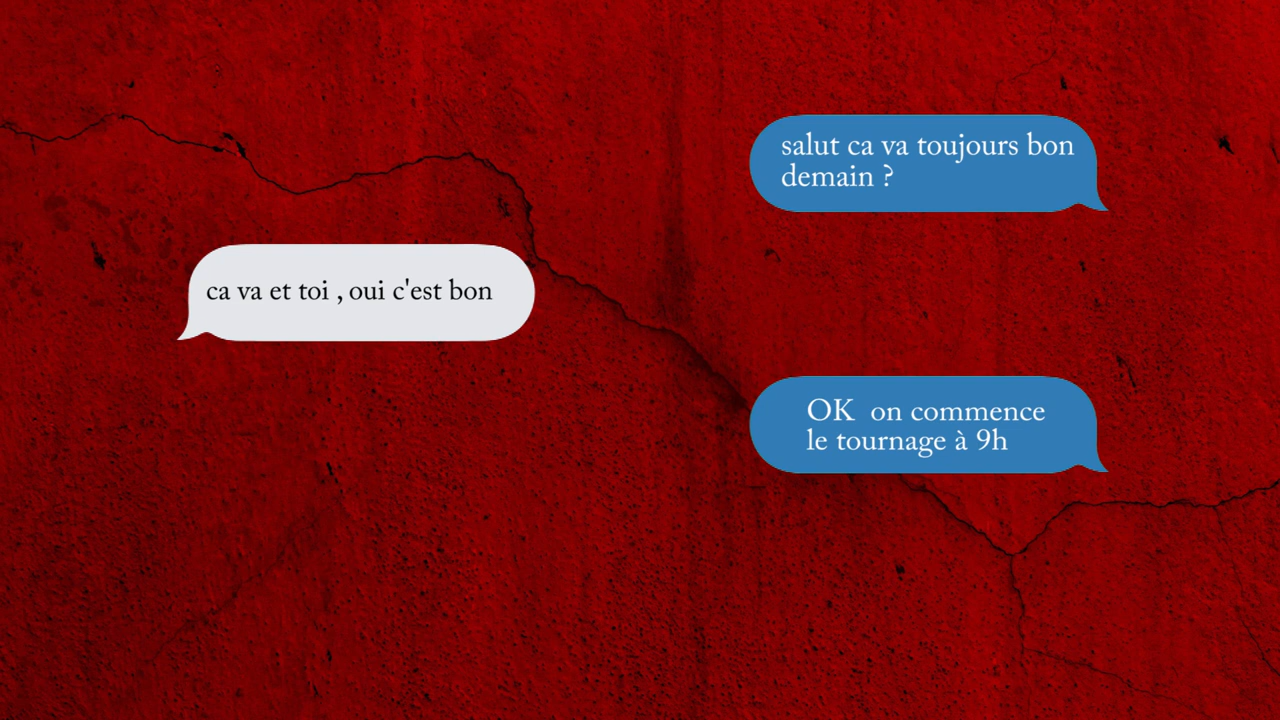 salut ca va toujours bon
demain ?
ca va et toi , oui c'est bon
OK  on commence
le tournage à 9h